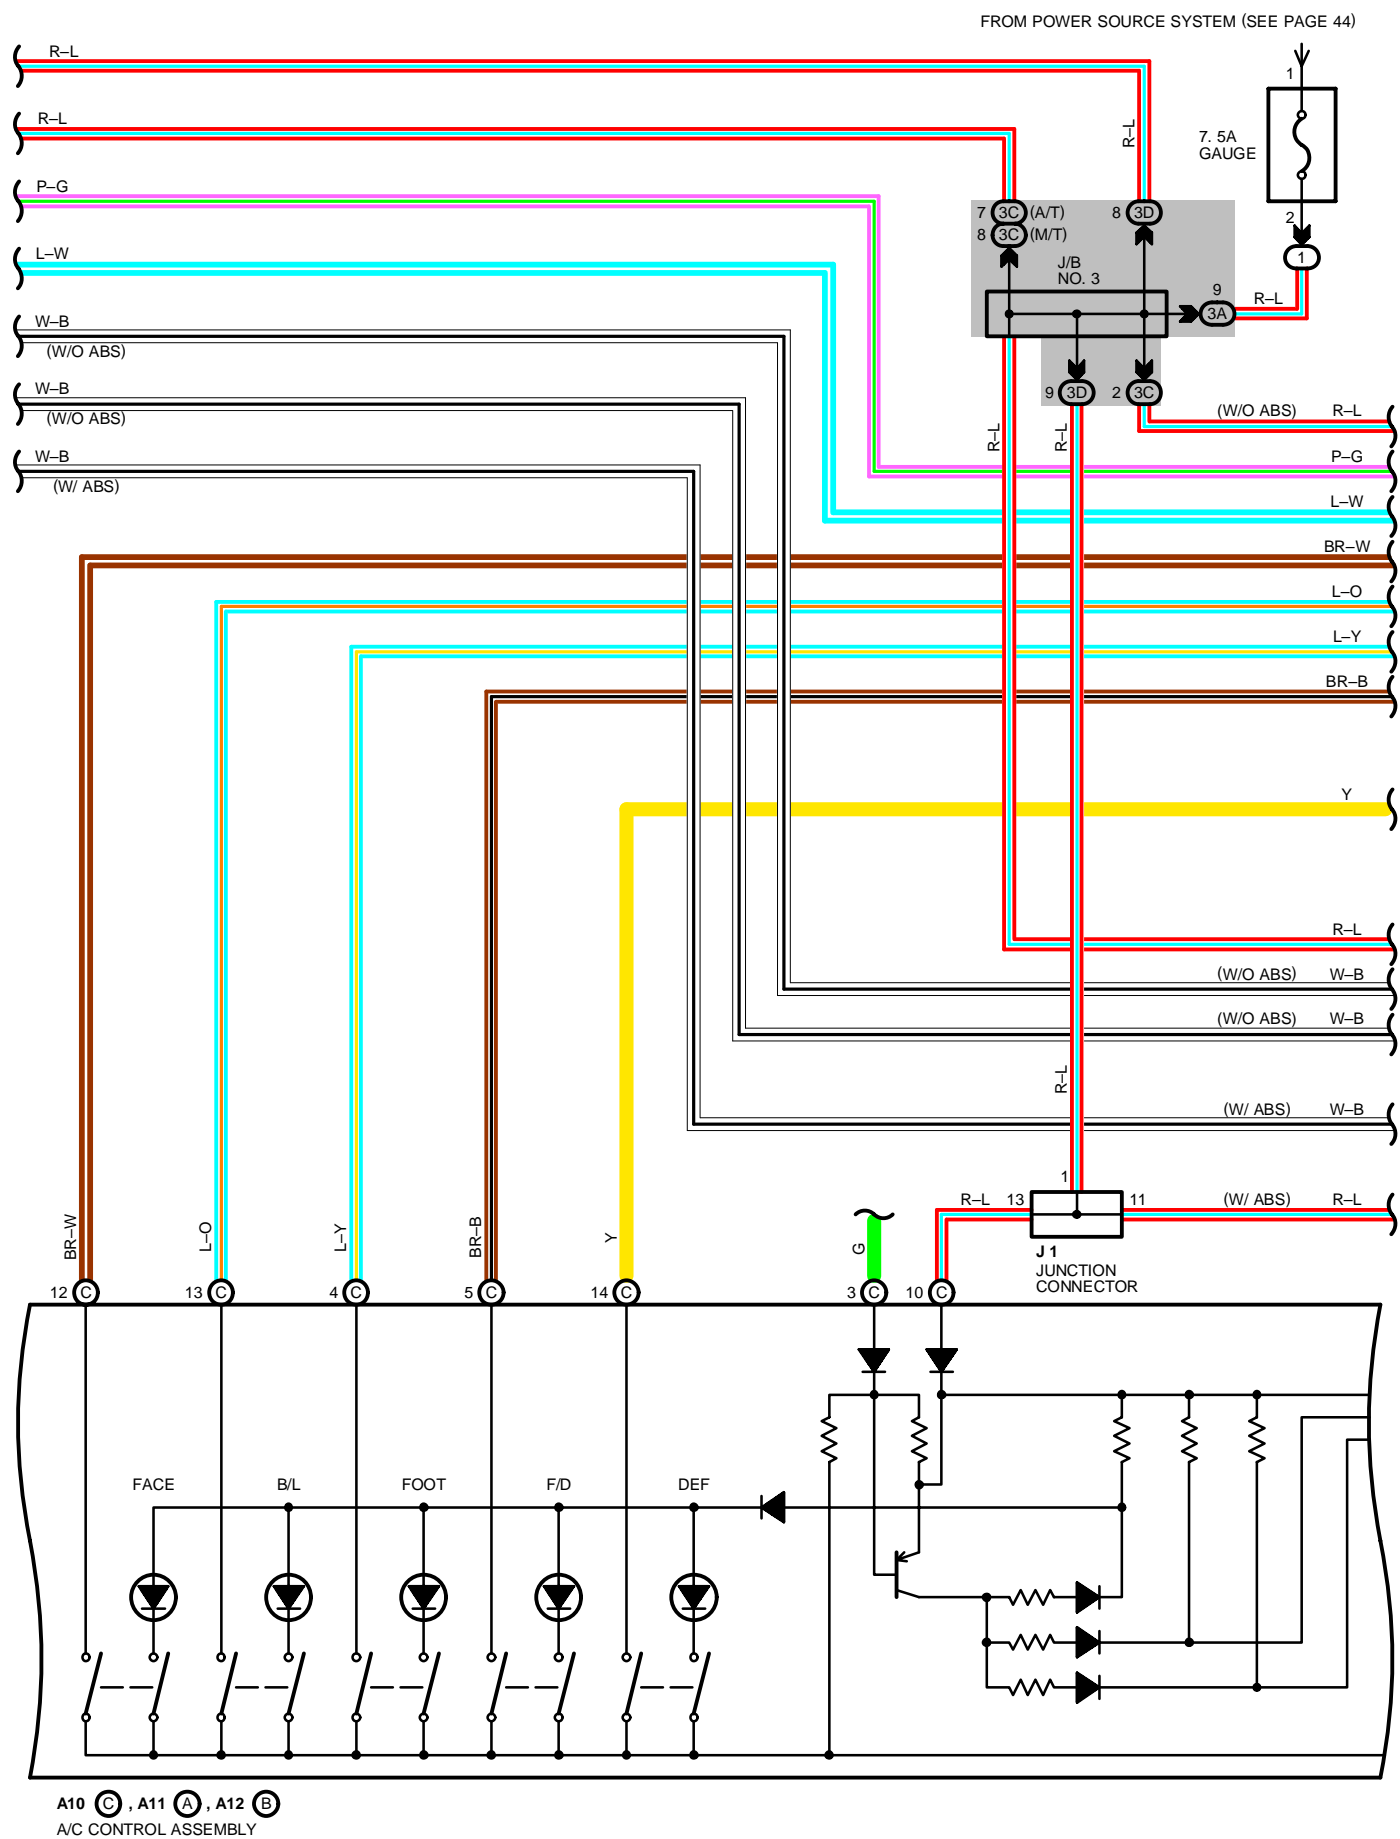 FROM POWER SOURCE SYSTEM (SEE PAGE 44)
R–L
1
R–L
R–L
7. 5A
GAUGE
P–G
7 3C (A/T)
8 3D
8 3C (M/T)
2
L–W
1
J/B
NO. 3
9
R–L
3A
W–B
(W/O ABS)
W–B
(W/O ABS)
9 3D
2 3C
(W/O ABS) R–L
R–L
R–L
W–B
(W/ ABS)
P–G
L–W
BR–W
L–O
L–Y
BR–B
Y
R–L
(W/O ABS) W–B
(W/O ABS) W–B
R–L
(W/ ABS) W–B
1
R–L 13
11 (W/ ABS) R–L
BR–W
L–O
L–Y
BR–B
Y
G
J 1
JUNCTION
CONNECTOR
12 C
13 C
4 C
5 C
14 C
3 C
10 C
FACE
B/L
FOOT
F/D
DEF
A10 C , A11 A , A12 B
A/C CONTROL ASSEMBLY